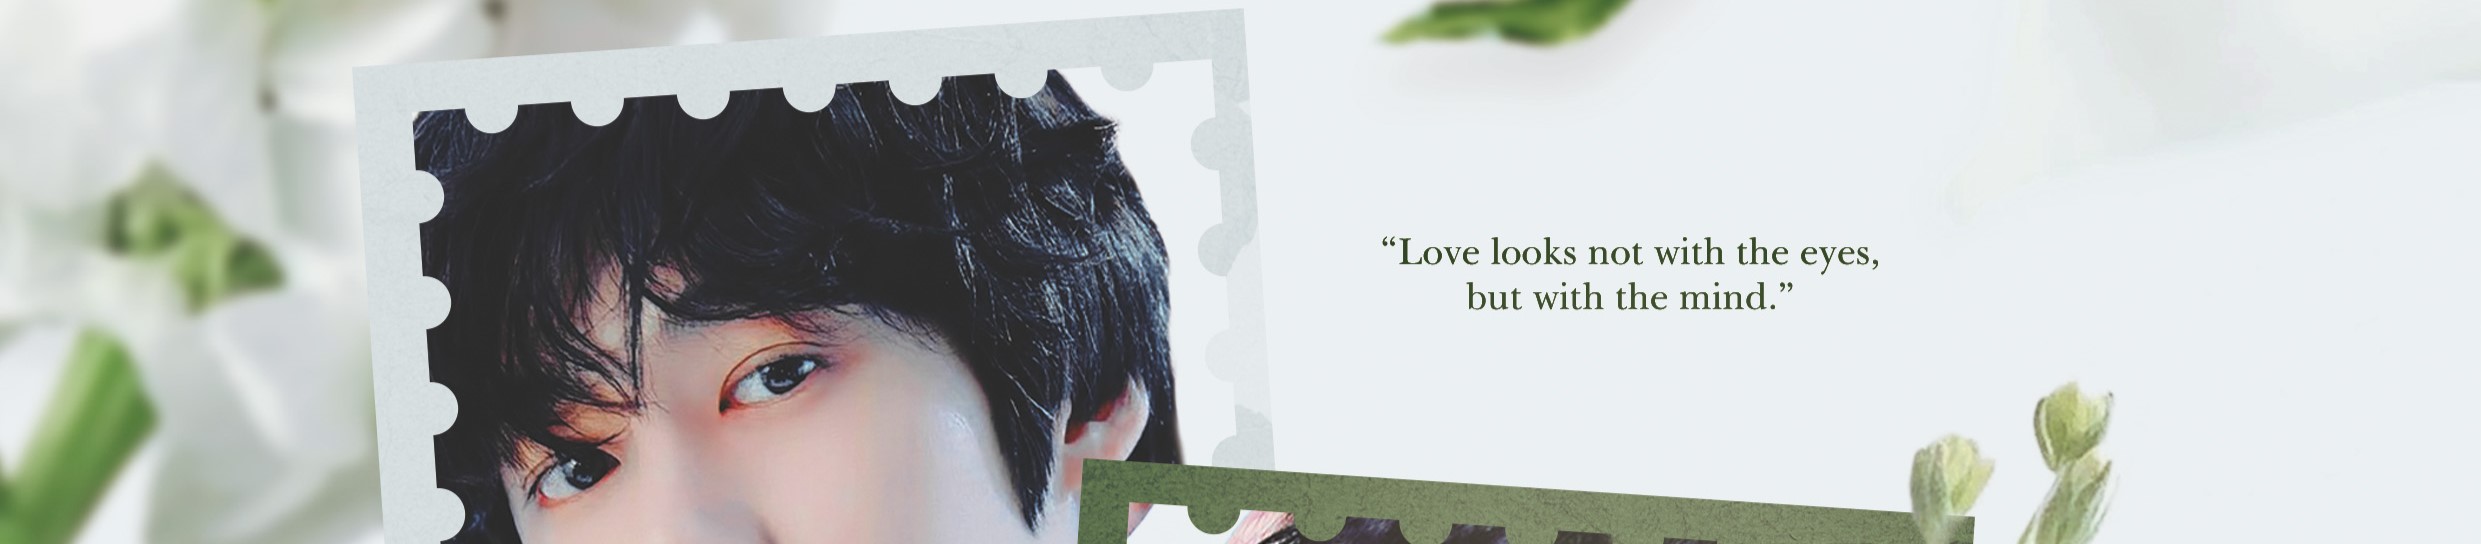 “Love looks not with the eyes,
but with the mind.”